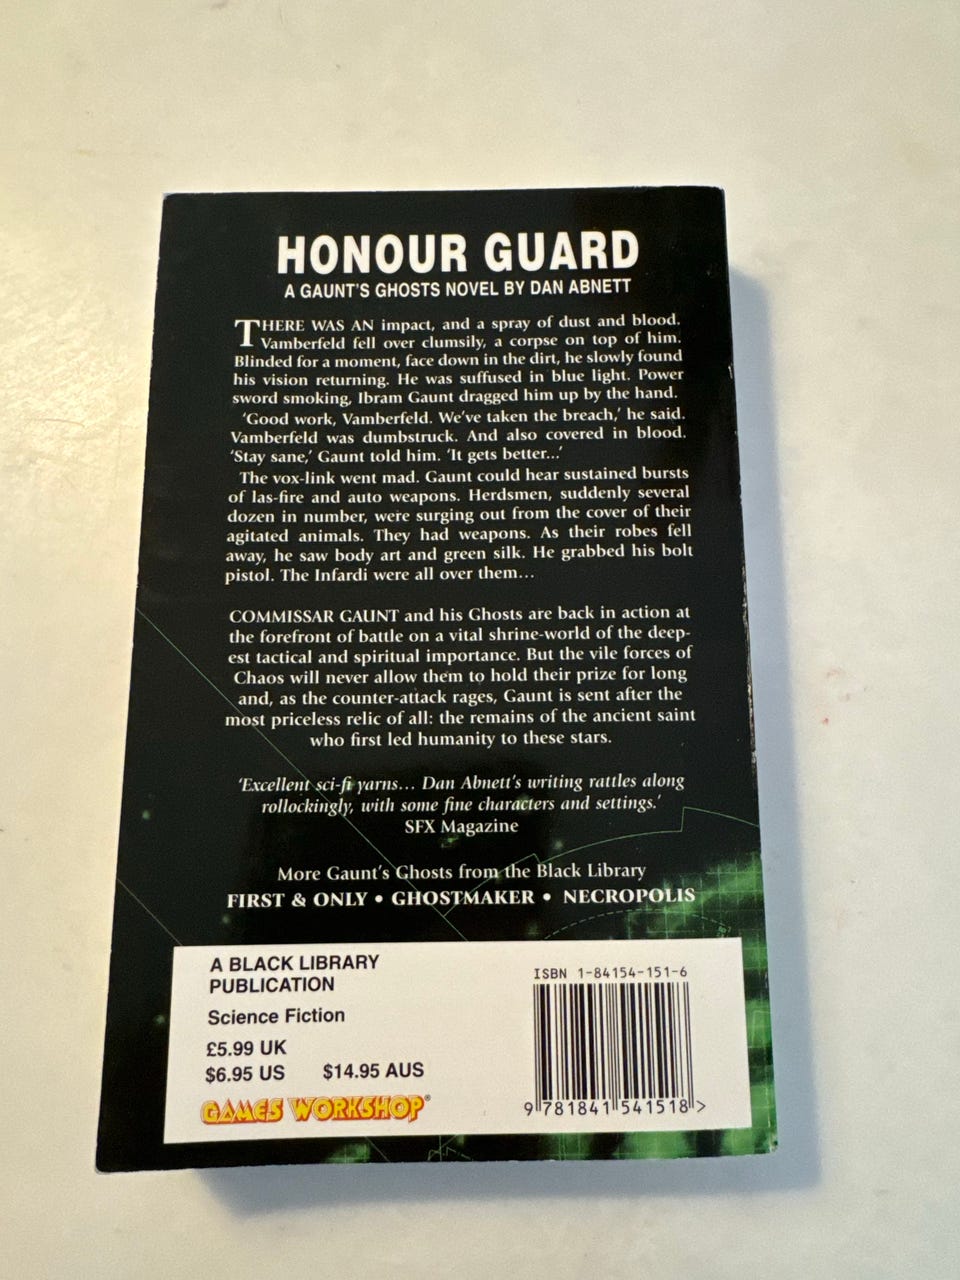 HONOUR GUARD
A GAUNT'S GHOSTS NOVEL BY DAN ABNETT
THERE WAS AN impact, and a spray of dust and blood.
Vamberfeld fell over clumsily, a corpse on top of him.
Blinded for a moment, face down in the dirt, he slowly found
his vision returning. He was suffused in blue light. Power
sword smoking, Ibram Gaunt dragged him up by the hand.
'Good work, Vamberfeld. We've taken the breach,' he said.
Vamberfeld was dumbstruck. And also covered in blood.
'Stay sane,' Gaunt told him. 'It gets better...'
The vox-link went mad. Gaunt could hear sustained bursts
of las-fire and auto weapons. Herdsmen, suddenly several
dozen in number, were surging out from the cover of their
agitated animals. They had weapons. As their robes fell
away, he saw body art and green silk. He grabbed his bolt
pistol. The Infardi were all over them...
COMMISSAR GAUNT and his Ghosts are back in action at
the forefront of battle on a vital shrine-world of the deep-
est tactical and spiritual importance. But the vile forces of
Chaos will never allow them to hold their prize for long
and, as the counter-attack rages, Gaunt is sent after the
most priceless relic of all: the remains of the ancient saint
who first led humanity to these stars.
'Excellent sci-fi yarns... Dan Abnett's writing rattles along
rollockingly, with some fine characters and settings.'
SFX Magazine
More Gaunt's Ghosts from the Black Library
FIRST & ONLY • GHOSTMAKER • NECROPOLIS
A BLACK LIBRARY
PUBLICATION
Science Fiction
£5.99 UK
$6.95 US $14.95 AUS
GAMES WORKSHOP®
ISBN 1-84154-151-6
9 781841 541518 >